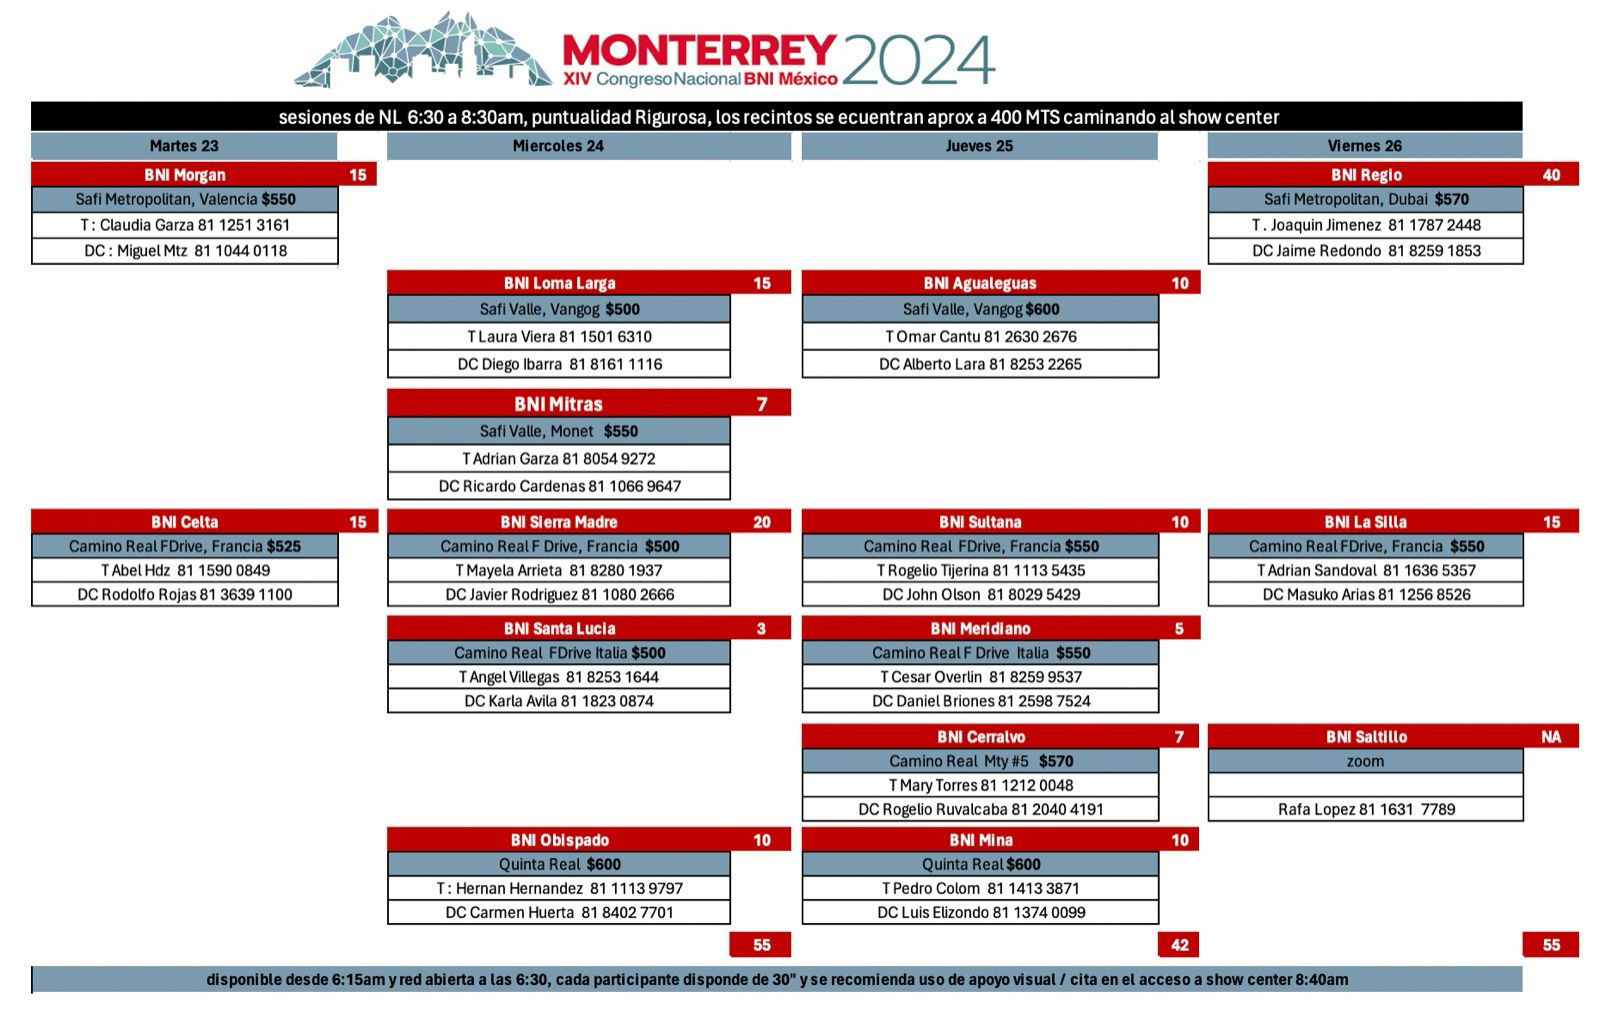 MONTERREY 2024
XIV Congreso Nacional BNI México
sesiones de NL 6:30 a 8:30am, puntualidad Rigurosa, los recintos se ecuentran aprox a 400 MTS caminando al show center
Martes 23 Miercoles 24 Jueves 25 Viernes 26
BNI Morgan 15
Safi Metropolitan, Valencia $550
T : Claudia Garza 81 1251 3161
DC : Miguel Mtz 81 1044 0118
BNI Regio 40
Safi Metropolitan, Dubai $570
T . Joaquin Jimenez 81 1787 2448
DC Jaime Redondo 81 8259 1853
BNI Loma Larga 15
Safi Valle, Vangog $500
T Laura Viera 81 1501 6310
DC Diego Ibarra 81 8161 1116
BNI Agualeguas 10
Safi Valle, Vangog $600
T Omar Cantu 81 2630 2676
DC Alberto Lara 81 8253 2265
BNI Mitras 7
Safi Valle, Monet $550
T Adrian Garza 81 8054 9272
DC Ricardo Cardenas 81 1066 9647
BNI Celta 15
Camino Real FDrive, Francia $525
T Abel Hdz 81 1590 0849
DC Rodolfo Rojas 81 3639 1100
BNI Sierra Madre 20
Camino Real F Drive, Francia $500
T Mayela Arrieta 81 8280 1937
DC Javier Rodriguez 81 1080 2666
BNI Sultana 10
Camino Real FDrive, Francia $550
T Rogelio Tijerina 81 1113 5435
DC John Olson 81 8029 5429
BNI La Silla 15
Camino Real FDrive, Francia $550
T Adrian Sandoval 81 1636 5357
DC Masuko Arias 81 1256 8526
BNI Santa Lucia 3
Camino Real FDrive Italia $500
T Angel Villegas 81 8253 1644
DC Karla Avila 81 1823 0874
BNI Meridiano 5
Camino Real F Drive Italia $550
T Cesar Overlin 81 8259 9537
DC Daniel Briones 81 2598 7524
BNI Cerralvo 7
Camino Real Mty #5 $570
T Mary Torres 81 1212 0048
DC Rogelio Ruvalcaba 81 2040 4191
BNI Saltillo NA
zoom
Rafa Lopez 81 1631 7789
BNI Obispado 10
Quinta Real $600
T : Hernan Hernandez 81 1113 9797
DC Carmen Huerta 81 8402 7701
BNI Mina 10
Quinta Real $600
T Pedro Colom 81 1413 3871
DC Luis Elizondo 81 1374 0099
55 42 55
disponible desde 6:15am y red abierta a las 6:30, cada participante disponde de 30" y se recomienda uso de apoyo visual / cita en el acceso a show center 8:40am